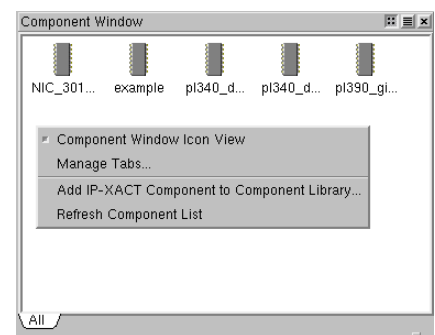 Component Window
NIC_301... example pl340_d... pl340_d... pl390_gi...
Component Window Icon View
Manage Tabs...
Add IP-XACT Component to Component Library...
Refresh Component List
All